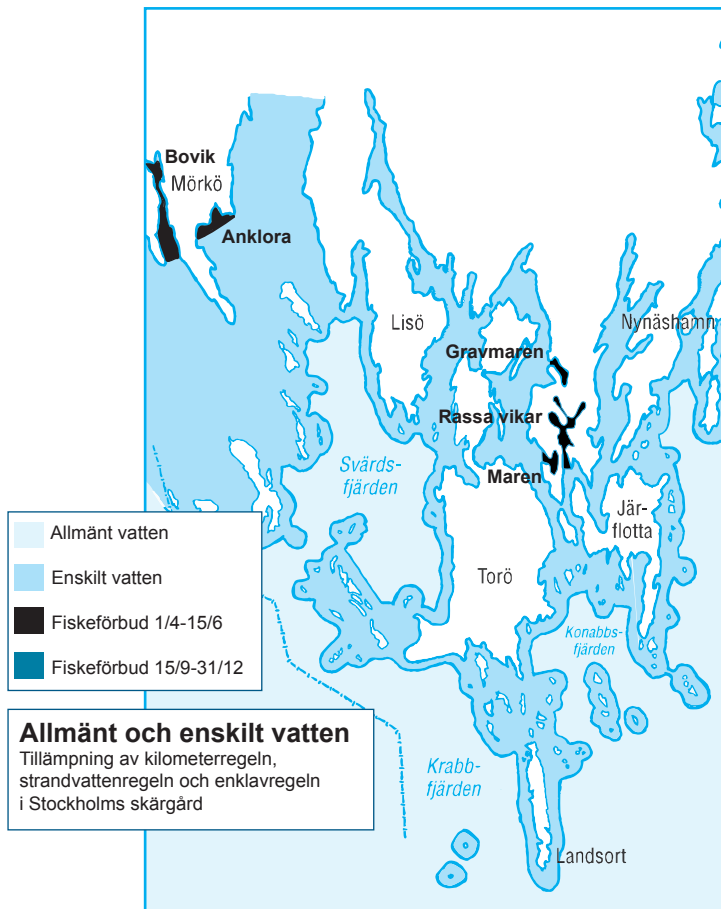 Bovik
Mörkö
Anklora
Lisö
Nynäshamn
Gravmaren
Rassa vikar
Svärds-
fjärden
Maren
Jär-
flotta
Torö
Konabbs-
fjärden
Allmänt vatten
Enskilt vatten
Fiskeförbud 1/4-15/6
Fiskeförbud 15/9-31/12
Allmänt och enskilt vatten
Tillämpning av kilometerregeln,
strandvattenregeln och enklavregeln
i Stockholms skärgård
Krabb-
fjärden
Landsort